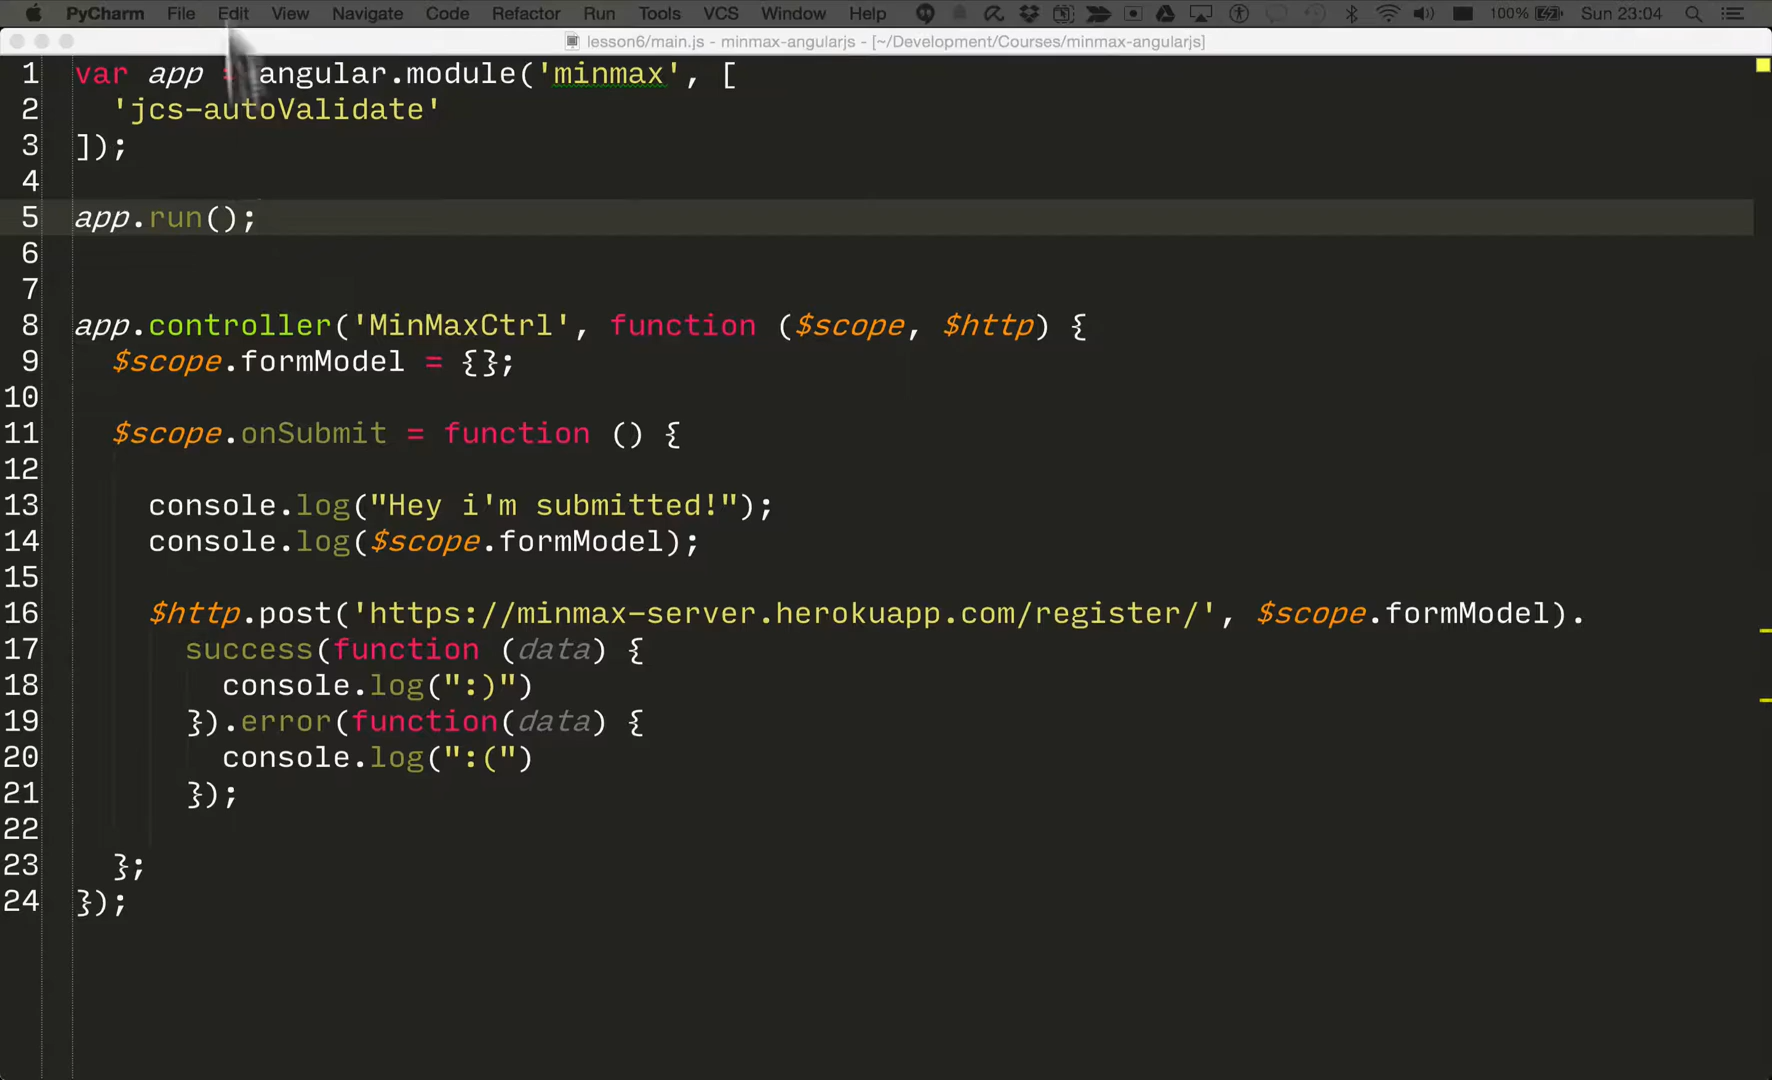 PyCharm File Edit View Navigate Code Refactor Run Tools VCS Window Help 100% Sun 23:04
lesson6/main.js - minmax-angularjs - [~/Development/Courses/minmax-angularjs]
1 var app = angular.module('minmax', [
2 'jcs-autoValidate'
3 ]);
4
5 app.run();
6
7
8 app.controller('MinMaxCtrl', function ($scope, $http) {
9 $scope.formModel = {};
10
11 $scope.onSubmit = function () {
12
13 console.log("Hey i'm submitted!");
14 console.log($scope.formModel);
15
16 $http.post('https://minmax-server.herokuapp.com/register/', $scope.formModel).
17 success(function (data) {
18 console.log(":)")
19 }).error(function(data) {
20 console.log(":(")
21 });
22
23 };
24 });